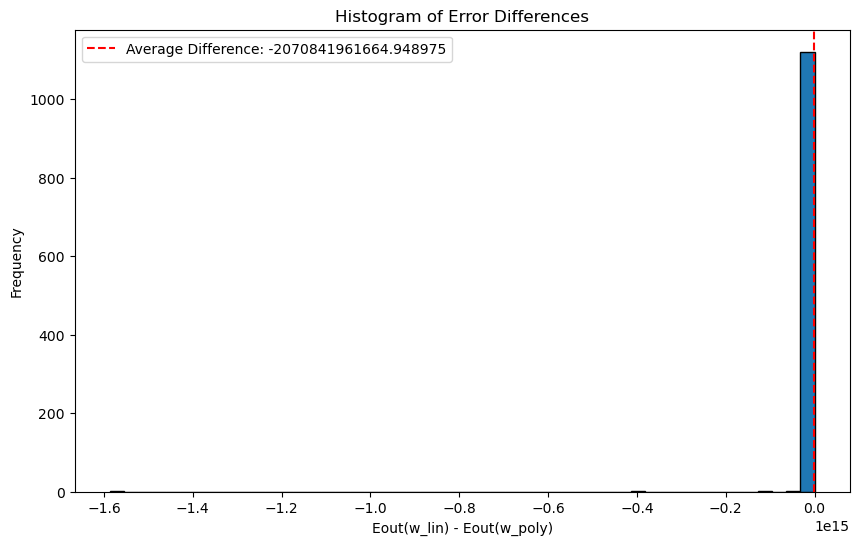 Histogram of Error Differences
Average Difference: -2070841961664.948975
Frequency
1000
800
600
400
200
0
−1.6 −1.4 −1.2 −1.0 −0.8 −0.6 −0.4 −0.2 0.0
1e15
Eout(w_lin) - Eout(w_poly)